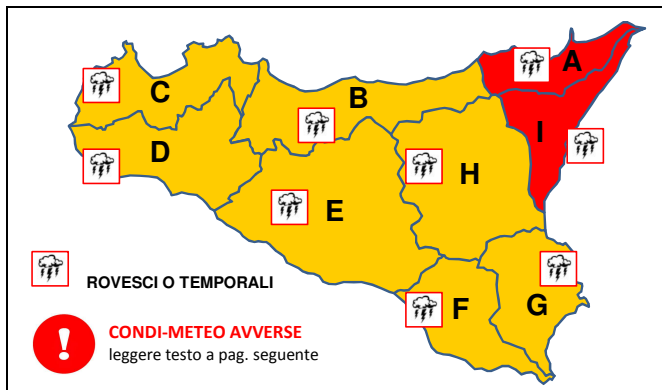 A
B
C
I
D
H
E
G
F
ROVESCI O TEMPORALI
! CONDI-METEO AVVERSE
leggere testo a pag. seguente